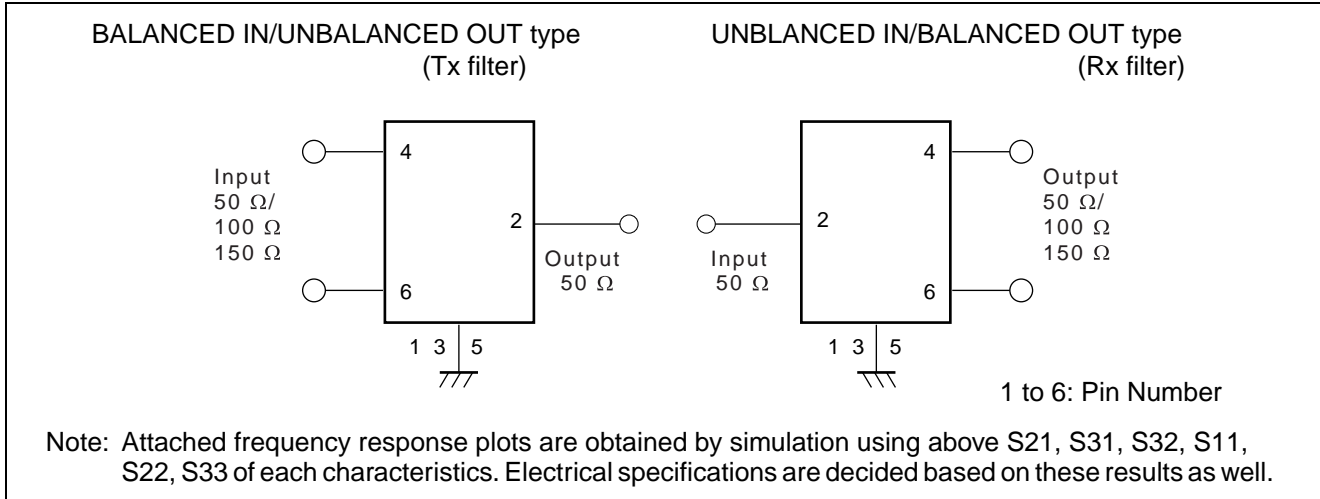 BALANCED IN/UNBALANCED OUT type
(Tx filter)
4
Input
50 Ω/
100 Ω
150 Ω
2
Output
50 Ω
6
1 3 5
UNBLANCED IN/BALANCED OUT type
(Rx filter)
4
Output
50 Ω/
100 Ω
150 Ω
2
Input
50 Ω
6
1 3 5
1 to 6: Pin Number
Note: Attached frequency response plots are obtained by simulation using above S21, S31, S32, S11,
S22, S33 of each characteristics. Electrical specifications are decided based on these results as well.